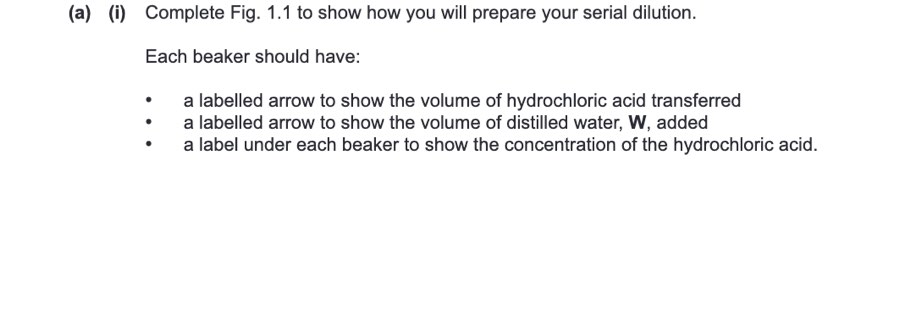 (a) (i) Complete Fig. 1.1 to show how you will prepare your serial dilution.
Each beaker should have:
• a labelled arrow to show the volume of hydrochloric acid transferred
• a labelled arrow to show the volume of distilled water, W, added
• a label under each beaker to show the concentration of the hydrochloric acid.